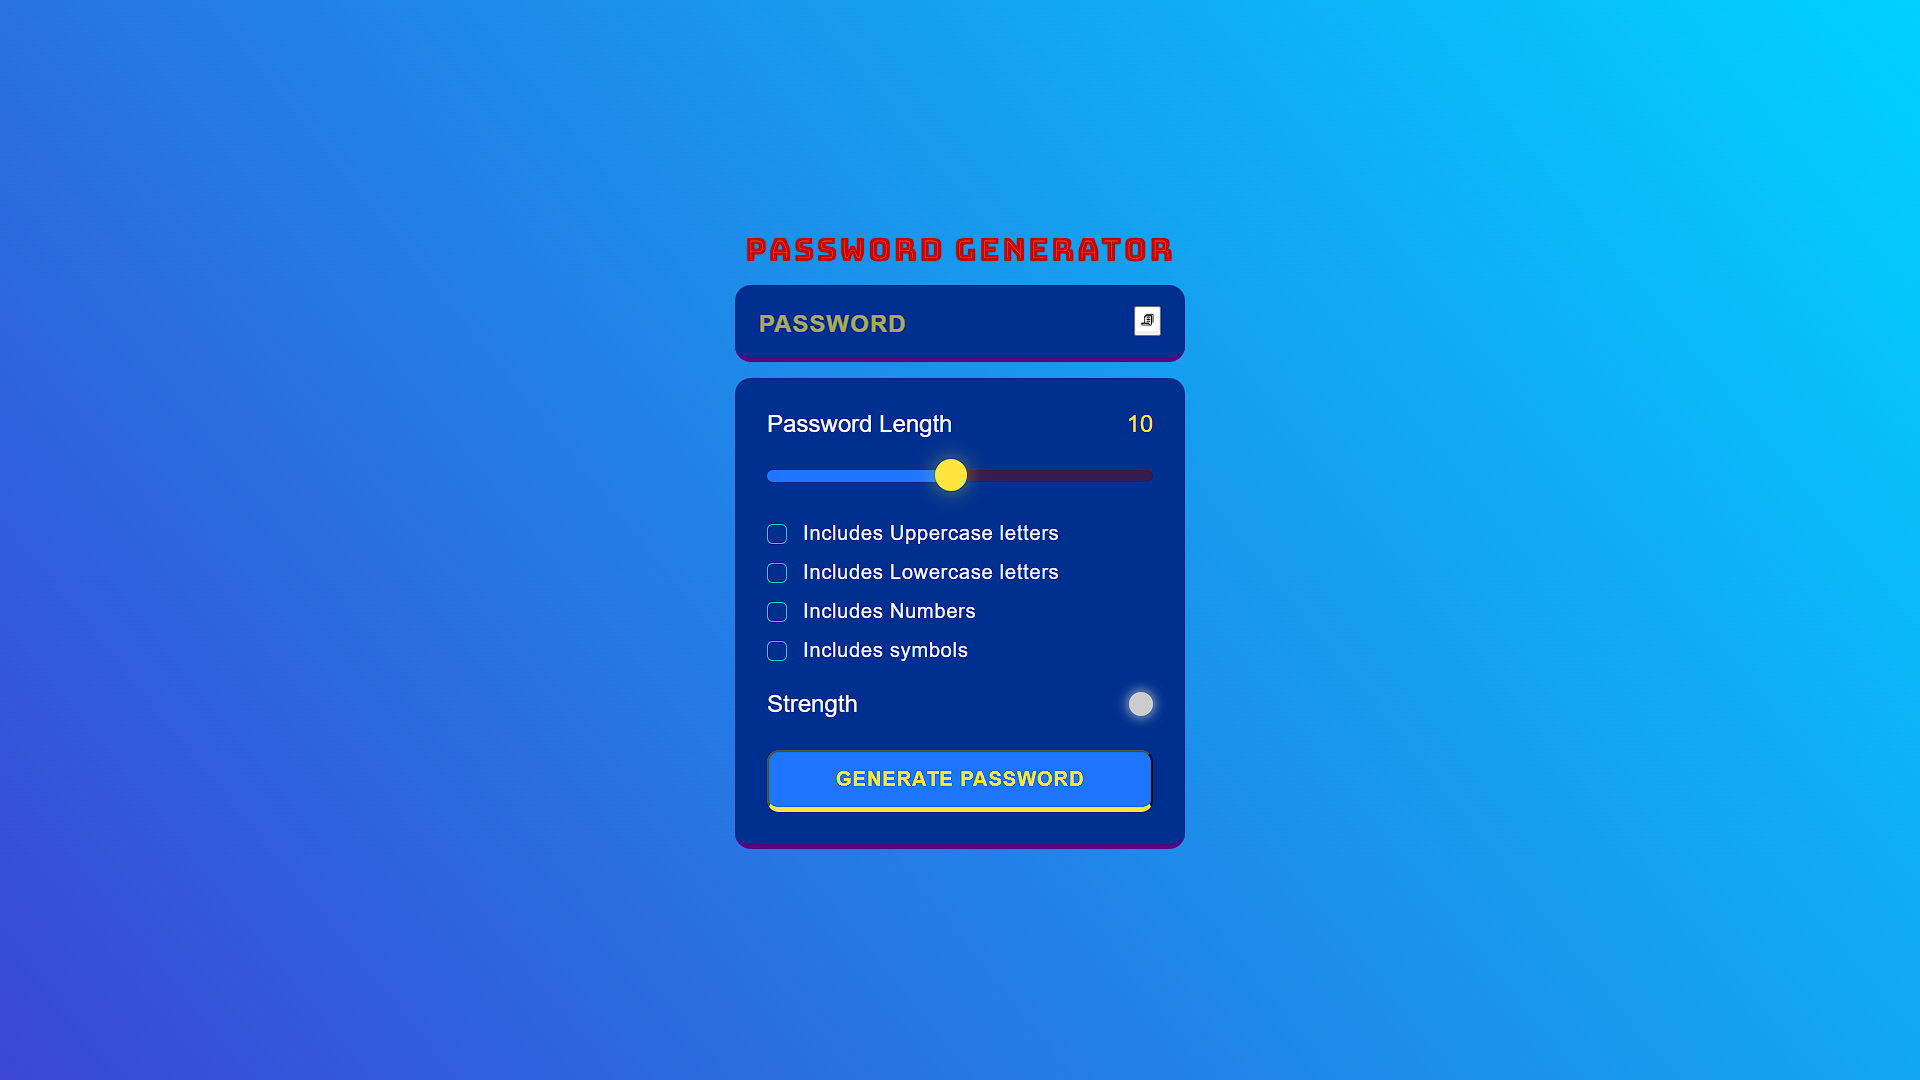 PASSWORD GENERATOR
PASSWORD
Password Length 10
Includes Uppercase letters
Includes Lowercase letters
Includes Numbers
Includes symbols
Strength
GENERATE PASSWORD